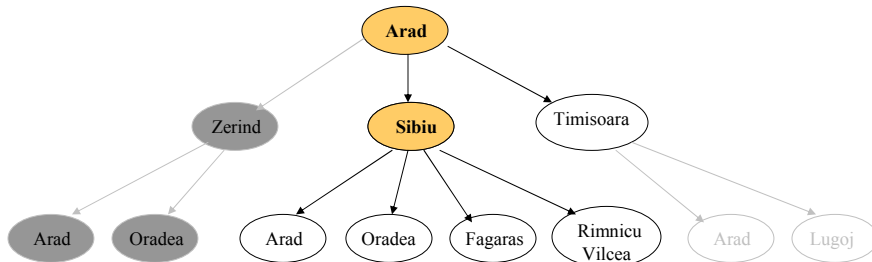 Arad
Zerind
Sibiu
Timisoara
Arad
Oradea
Arad
Oradea
Fagaras
Rimnicu
Vilcea
Arad
Lugoj